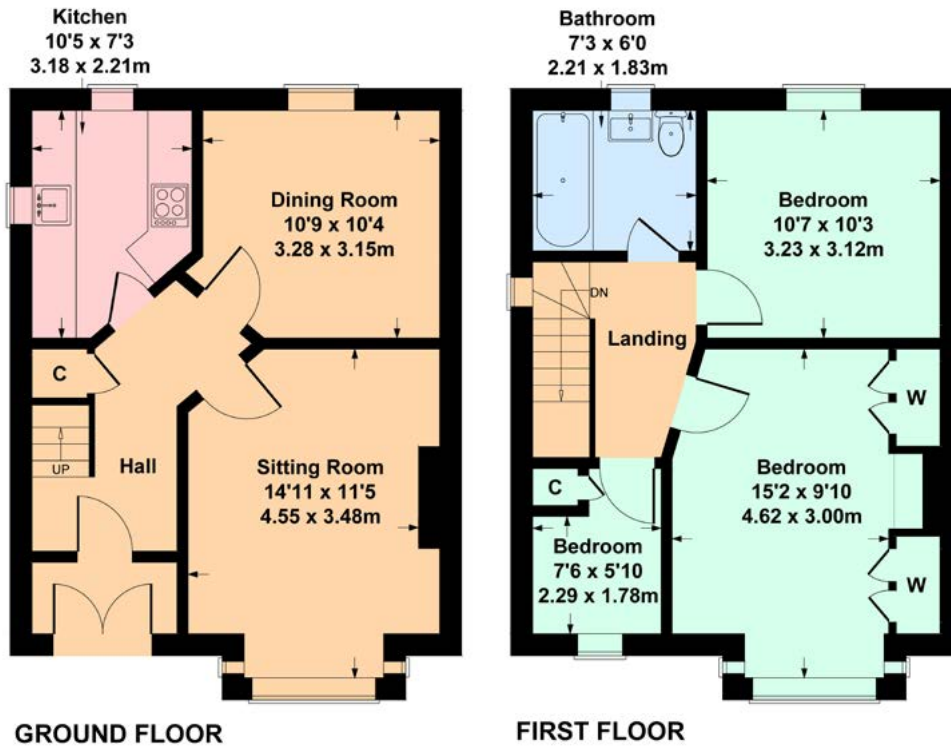 Kitchen
10'5 x 7'3
3.18 x 2.21m
Dining Room
10'9 x 10'4
3.28 x 3.15m
C
UP
Hall
Sitting Room
14'11 x 11'5
4.55 x 3.48m
GROUND FLOOR
Bathroom
7'3 x 6'0
2.21 x 1.83m
Bedroom
10'7 x 10'3
3.23 x 3.12m
DN
Landing
W
Bedroom
15'2 x 9'10
4.62 x 3.00m
C
Bedroom
7'6 x 5'10
2.29 x 1.78m
W
FIRST FLOOR